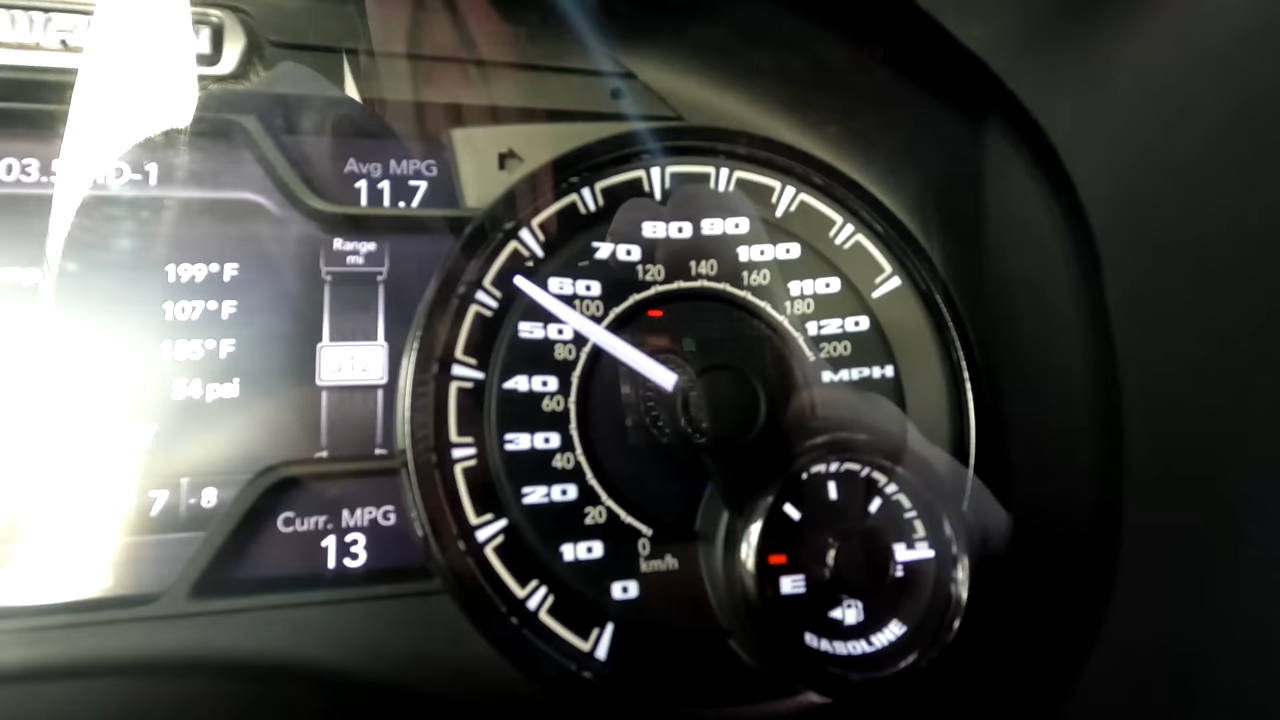 Avg MPG
11.7
Range
mi
199°F
107°F
185°F
54 psi
512
7 -8
Curr. MPG
13
0
10
20
30
40
50
60
70
80
90
100
110
120
MPH
0
20
40
60
80
100
120
140
160
180
200
km/h
E
F
GASOLINE